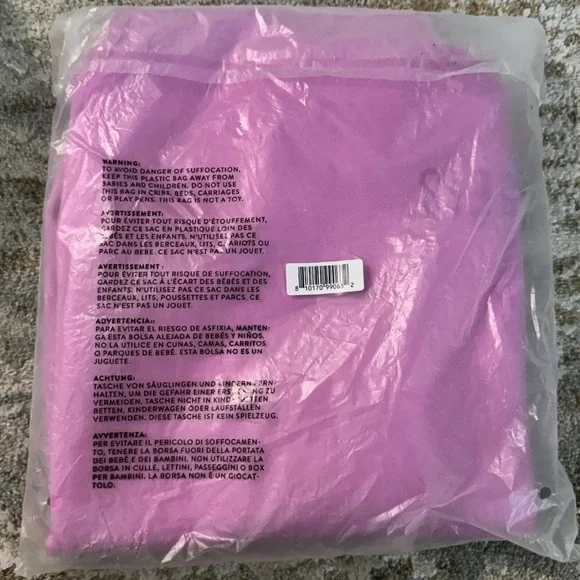 WARNING:
TO AVOID DANGER OF SUFFOCATION,
KEEP THIS PLASTIC BAG AWAY FROM
BABIES AND CHILDREN. DO NOT USE
THIS BAG IN CRIBS, BEDS, CARRIAGES
OR PLAY PENS. THIS BAG IS NOT A TOY.
AVERTISSEMENT:
POUR ÉVITER TOUT RISQUE D'ÉTOUFFEMENT,
GARDEZ CE SAC EN PLASTIQUE LOIN DES
BÉBÉS ET LES ENFANTS. N'UTILISEZ PAS CE
SAC DANS LES BERCEAUX, LITS, CHARIOTS OU
PARC AU BEBE. CE SAC N'EST PAS UN JOUET.
AVERTISSEMENT :
POUR ÉVITER TOUT RISQUE DE SUFFOCATION,
GARDEZ CE SAC À L'ÉCART DES BÉBÉS ET DES
ENFANTS. N'UTILISEZ PAS CE SAC DANS LES
BERCEAUX, LITS, POUSSETTES ET PARCS. CE
SAC N'EST PAS UN JOUET.
ADVERTENCIA::
PARA EVITAR EL RIESGO DE ASFIXIA, MANTEN-
GA ESTA BOLSA ALEJADA DE BEBÉS Y NIÑOS.
NO LA UTILICE EN CUNAS, CAMAS, CARRITOS
O PARQUES DE BEBÉ. ESTA BOLSA NO ES UN
JUGUETE.
ACHTUNG:
TASCHE VON SÄUGLINGEN UND KINDERN FERN-
HALTEN, UM DIE GEFAHR EINER ERSTICKUNG ZU
VERMEIDEN. TASCHE NICHT IN KINDERBETTEN
BETTEN, KINDERWAGEN ODER LAUFSTÄLLEN
VERWENDEN. DIESE TASCHE IST KEIN SPIELZEUG.
AVVERTENZA:
PER EVITARE IL PERICOLO DI SOFFOCAMEN-
TO, TENERE LA BORSA FUORI DELLA PORTATA
DEI BEBÈ E DEI BAMBINI. NON UTILIZZARE LA
BORSA IN CULLE, LETTINI, PASSEGGINI O BOX
PER BAMBINI. LA BORSA NON È UN GIOCAT-
TOLO.
8 10170 99063 2